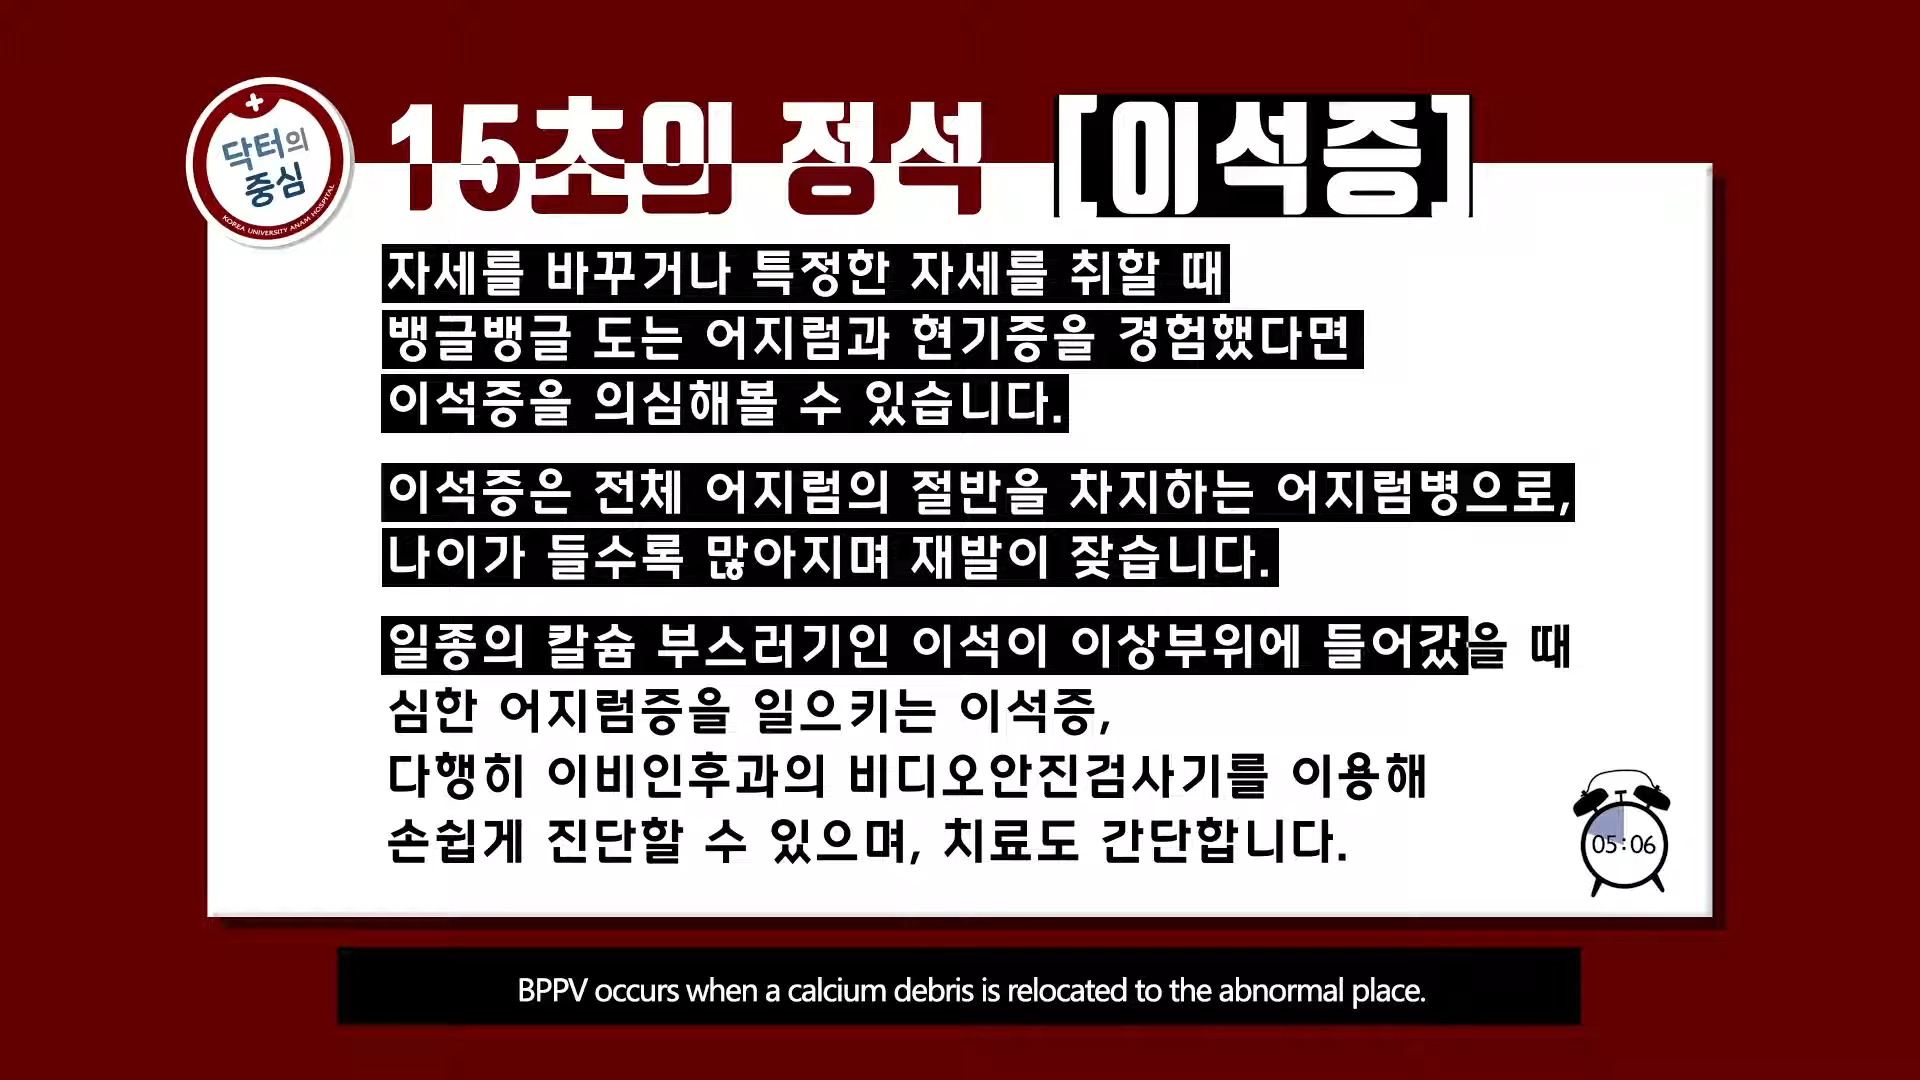 닥터의
중심
KOREA UNIVERSITY ANAM HOSPITAL
15초의 정석 [이석증]
자세를 바꾸거나 특정한 자세를 취할 때
뱅글뱅글 도는 어지럼과 현기증을 경험했다면
이석증을 의심해볼 수 있습니다.
이석증은 전체 어지럼의 절반을 차지하는 어지럼병으로,
나이가 들수록 많아지며 재발이 잦습니다.
일종의 칼슘 부스러기인 이석이 이상부위에 들어갔을 때
심한 어지럼증을 일으키는 이석증,
다행히 이비인후과의 비디오안진검사기를 이용해
손쉽게 진단할 수 있으며, 치료도 간단합니다.
05:06
BPPV occurs when a calcium debris is relocated to the abnormal place.